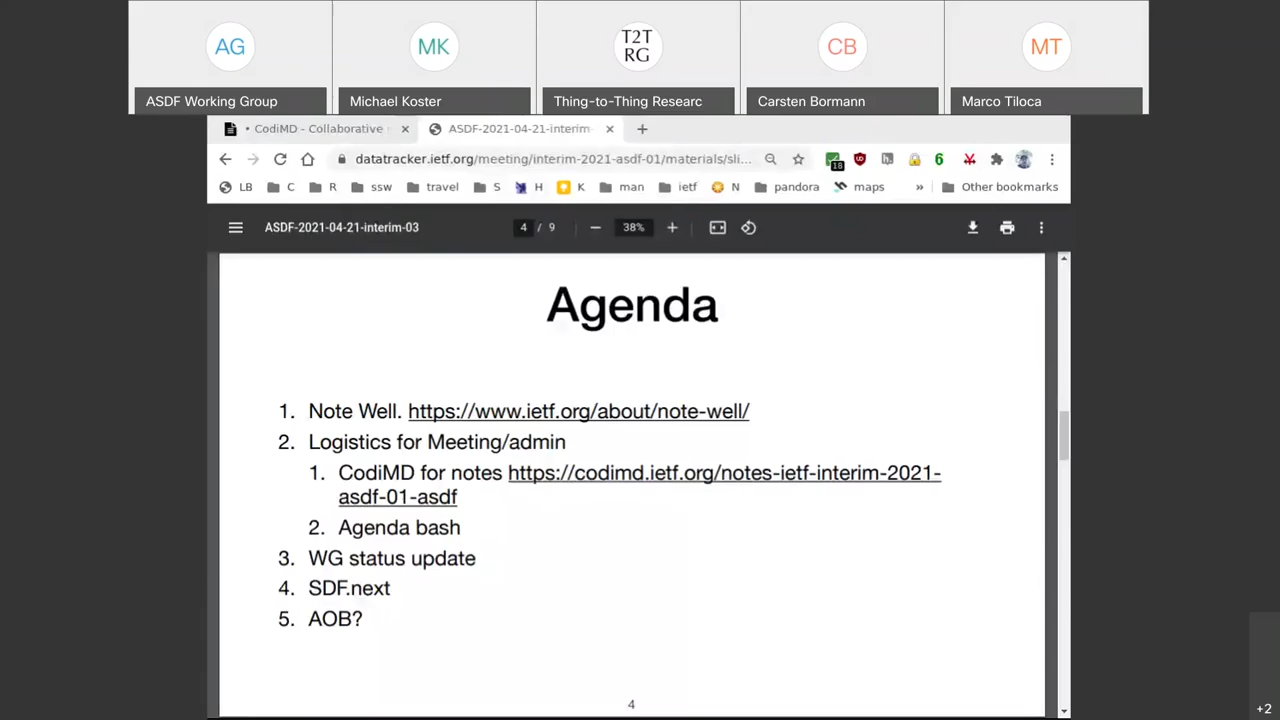 AG
MK
T2T
RG
CB
MT
ASDF Working Group
Michael Koster
Thing-to-Thing Researc
Carsten Bormann
Marco Tiloca
• CodiMD - Collaborative
ASDF-2021-04-21-interim-
datatracker.ietf.org/meeting/interim-2021-asdf-01/materials/sli...
18
6
LB
C
R
ssw
travel
S
H
K
man
ietf
N
pandora
maps
»
Other bookmarks
ASDF-2021-04-21-interim-03
4 / 9
38%
Agenda
1. Note Well. https://www.ietf.org/about/note-well/
2. Logistics for Meeting/admin
1. CodiMD for notes https://codimd.ietf.org/notes-ietf-interim-2021-
asdf-01-asdf
2. Agenda bash
3. WG status update
4. SDF.next
5. AOB?
4
+2